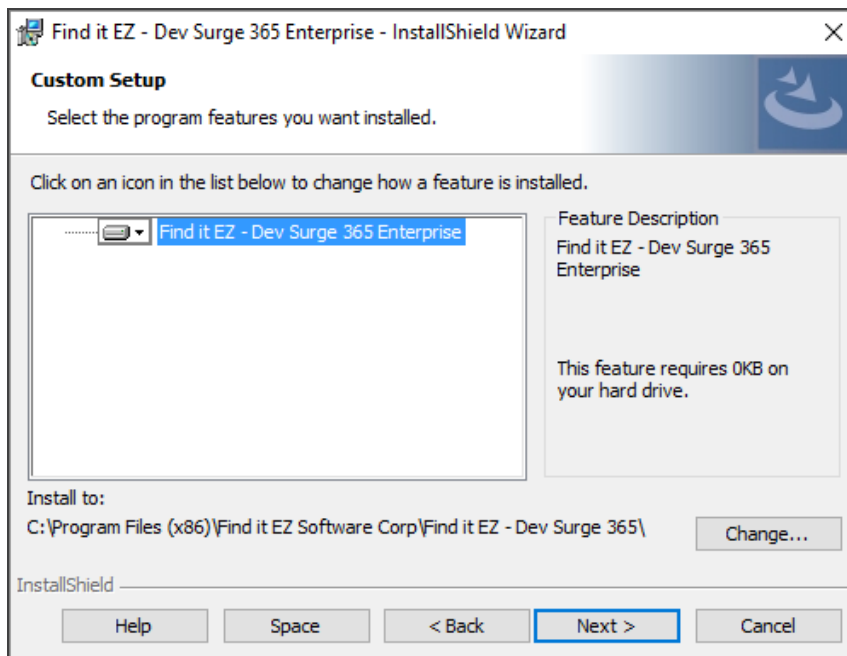 Find it EZ - Dev Surge 365 Enterprise - InstallShield Wizard
Custom Setup
Select the program features you want installed.
Click on an icon in the list below to change how a feature is installed.
Find it EZ - Dev Surge 365 Enterprise
Feature Description
Find it EZ - Dev Surge 365
Enterprise
This feature requires 0KB on
your hard drive.
Install to:
C:\Program Files (x86)\Find it EZ Software Corp\Find it EZ - Dev Surge 365\
Change...
InstallShield
Help
Space
< Back
Next >
Cancel